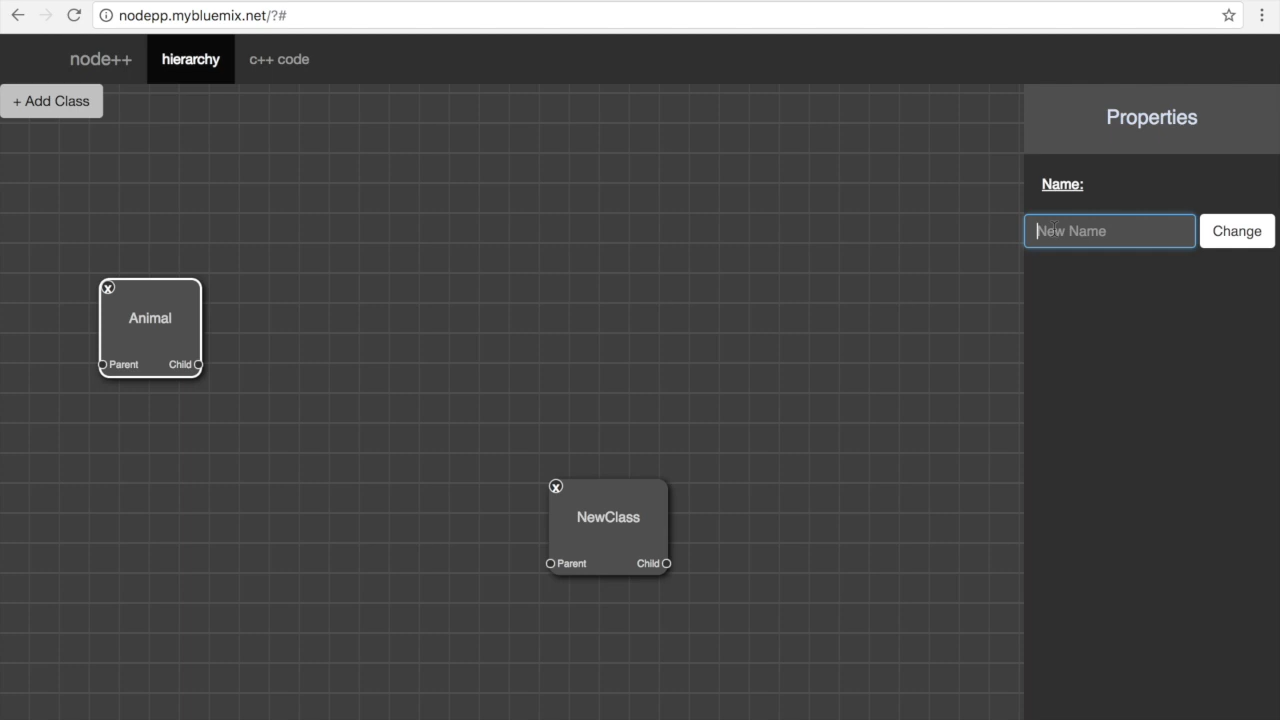 nodepp.mybluemix.net/?#
node++ hierarchy c++ code
+ Add Class
Properties
Name:
New Name Change
x
Animal
Parent Child
x
NewClass
Parent Child